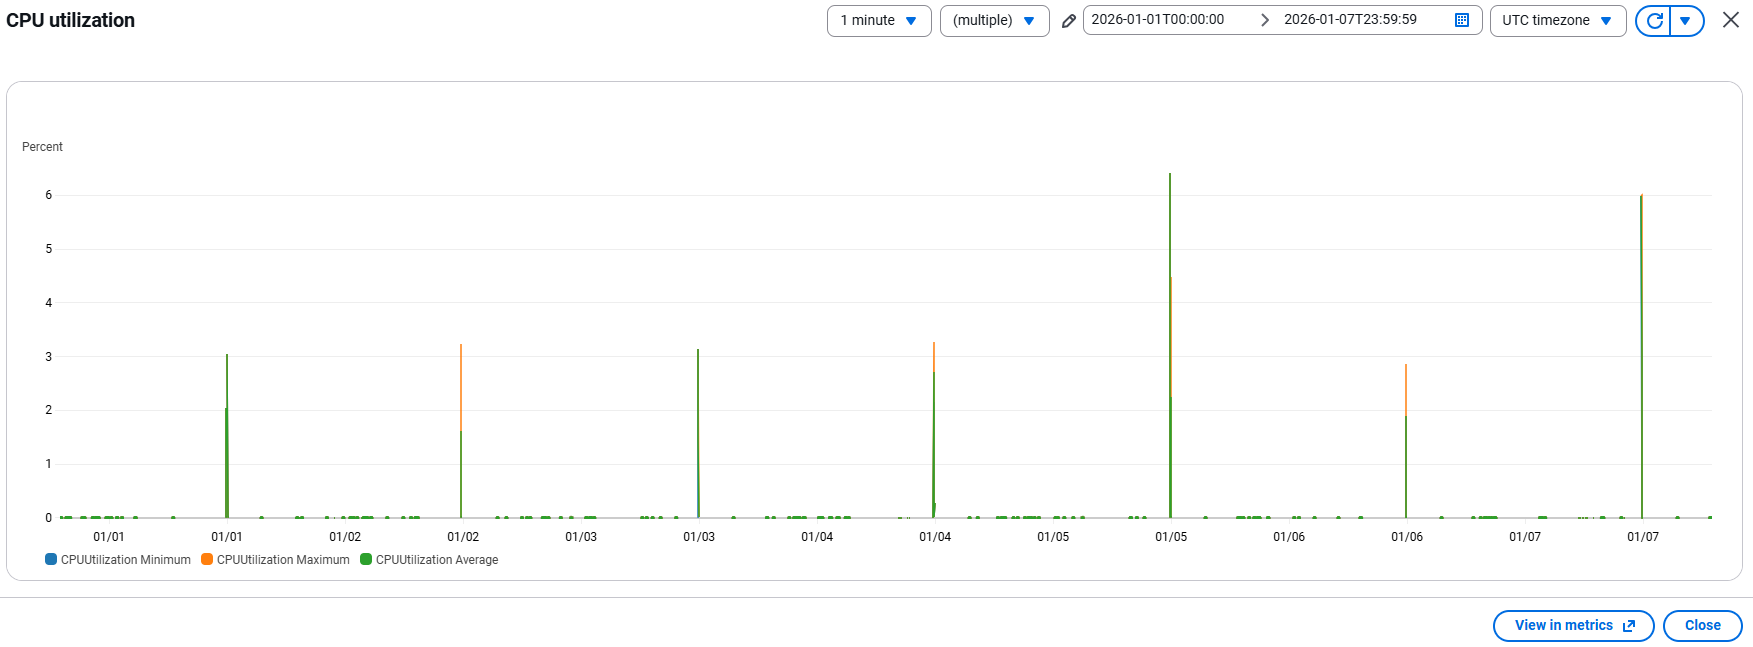 CPU utilization
1 minute
(multiple)
2026-01-01T00:00:00
2026-01-07T23:59:59
UTC timezone
Percent
6
5
4
3
2
1
0
01/01 01/01 01/02 01/02 01/03 01/03 01/04 01/04 01/05 01/05 01/06 01/06 01/07 01/07
CPUUtilization Minimum CPUUtilization Maximum CPUUtilization Average
View in metrics
Close